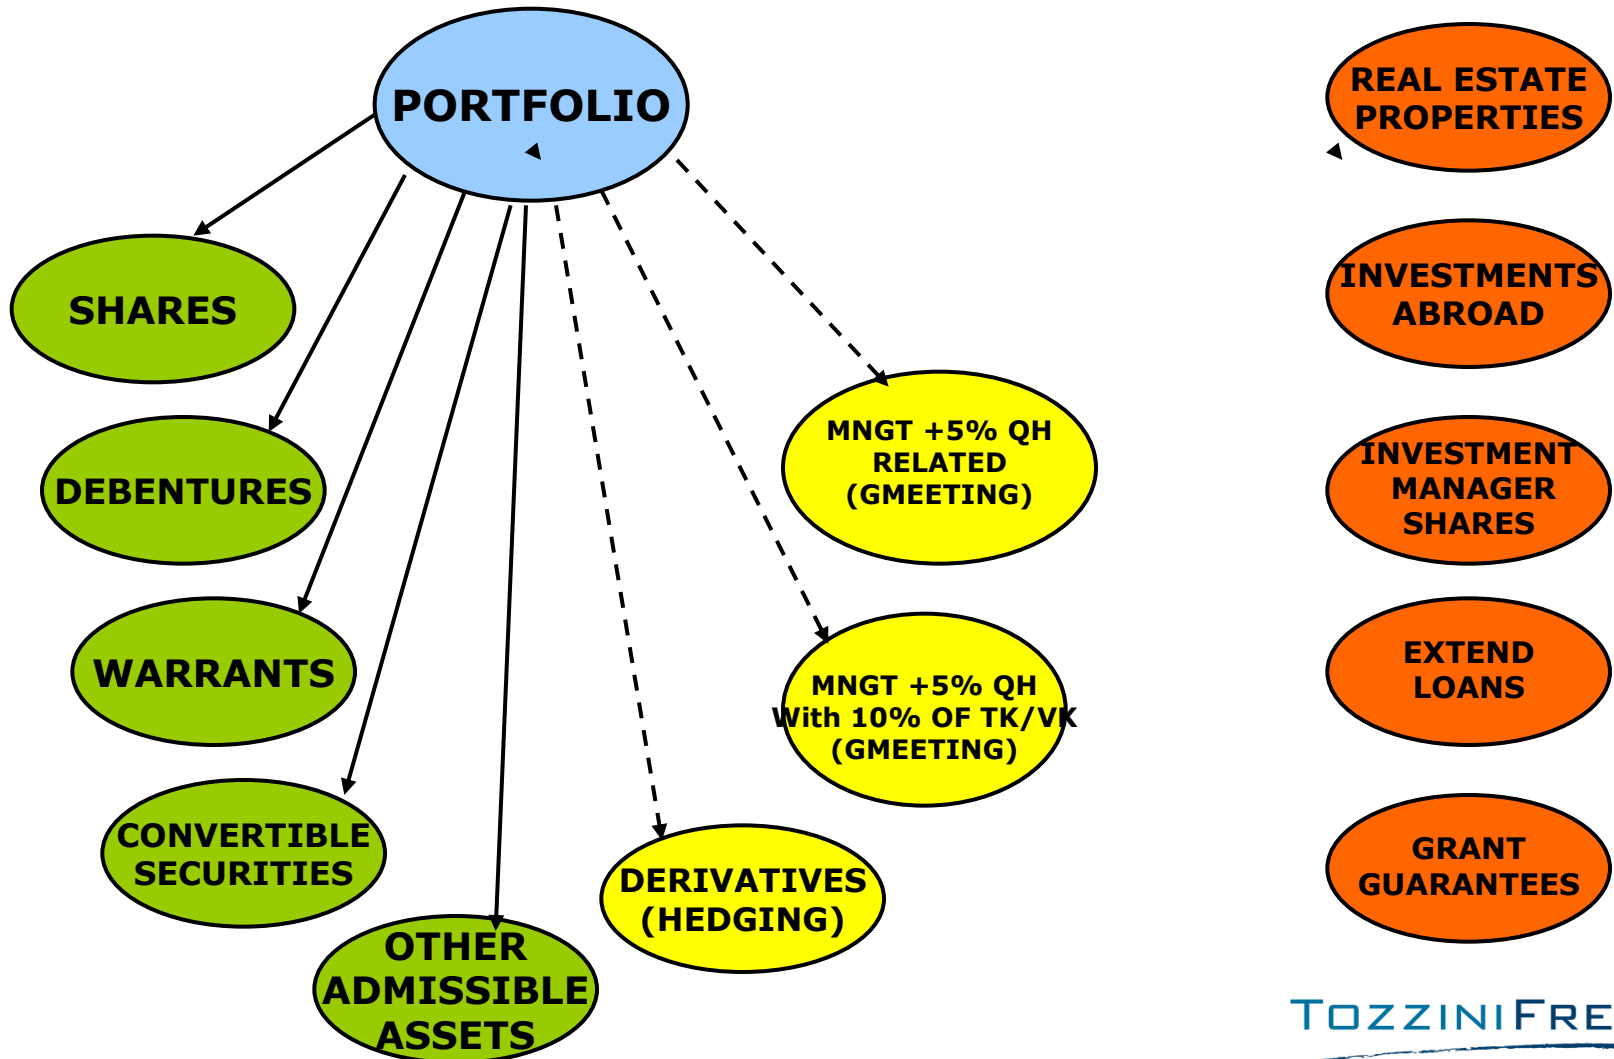 PORTFOLIO
SHARES
DEBENTURES
WARRANTS
CONVERTIBLE
SECURITIES
OTHER
ADMISSIBLE
ASSETS
DERIVATIVES
(HEDGING)
MNGT +5% QH
With 10% OF TK/VK
(GMEETING)
MNGT +5% QH
RELATED
(GMEETING)
REAL ESTATE
PROPERTIES
INVESTMENTS
ABROAD
INVESTMENT
MANAGER
SHARES
EXTEND
LOANS
GRANT
GUARANTEES
TOZZINIFRE